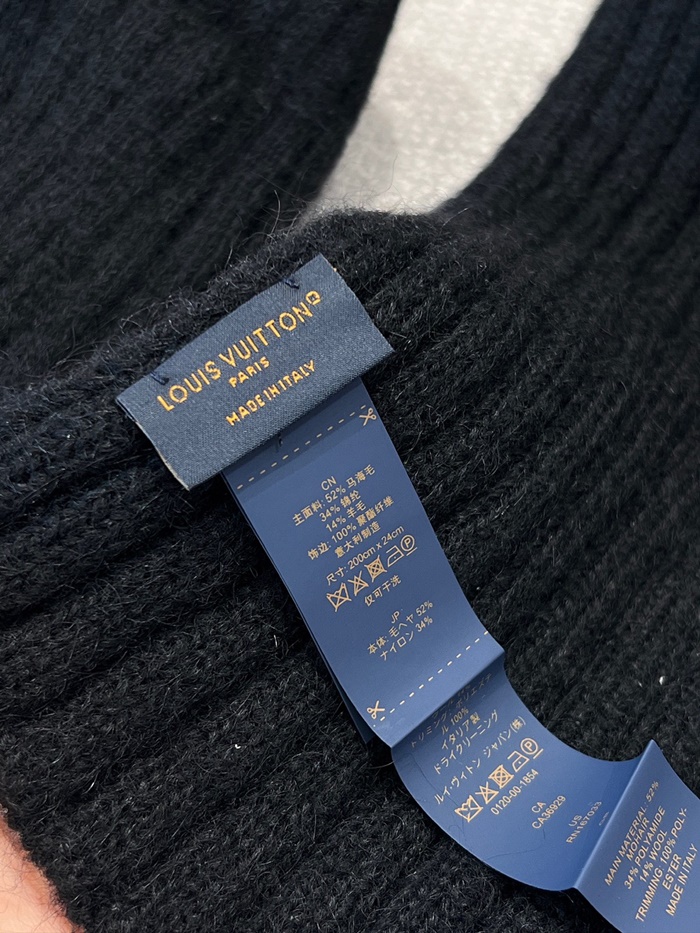 LOUIS VUITTON
PARIS
MADE IN ITALY
CN
主面料: 52% 马海毛
34% 锦纶
14% 羊毛
饰边: 100% 聚酯纤维
意大利制造
尺寸: 200cm x 24cm
仅可干洗
JP
本体: 毛ヘヤ 52%
ナイロン 34%
ル 100%
イタリア製
ドライクリーニング
ルイ・ヴィトン ジャパン(株)
0120-00-1854
CA
CA36929
US
MAIN MATERIAL: 52%
MOFAIR
34% POLYAMIDE
14% WOOL
TRIMMING: 100% POLY-
ESTER
MADE IN ITALY